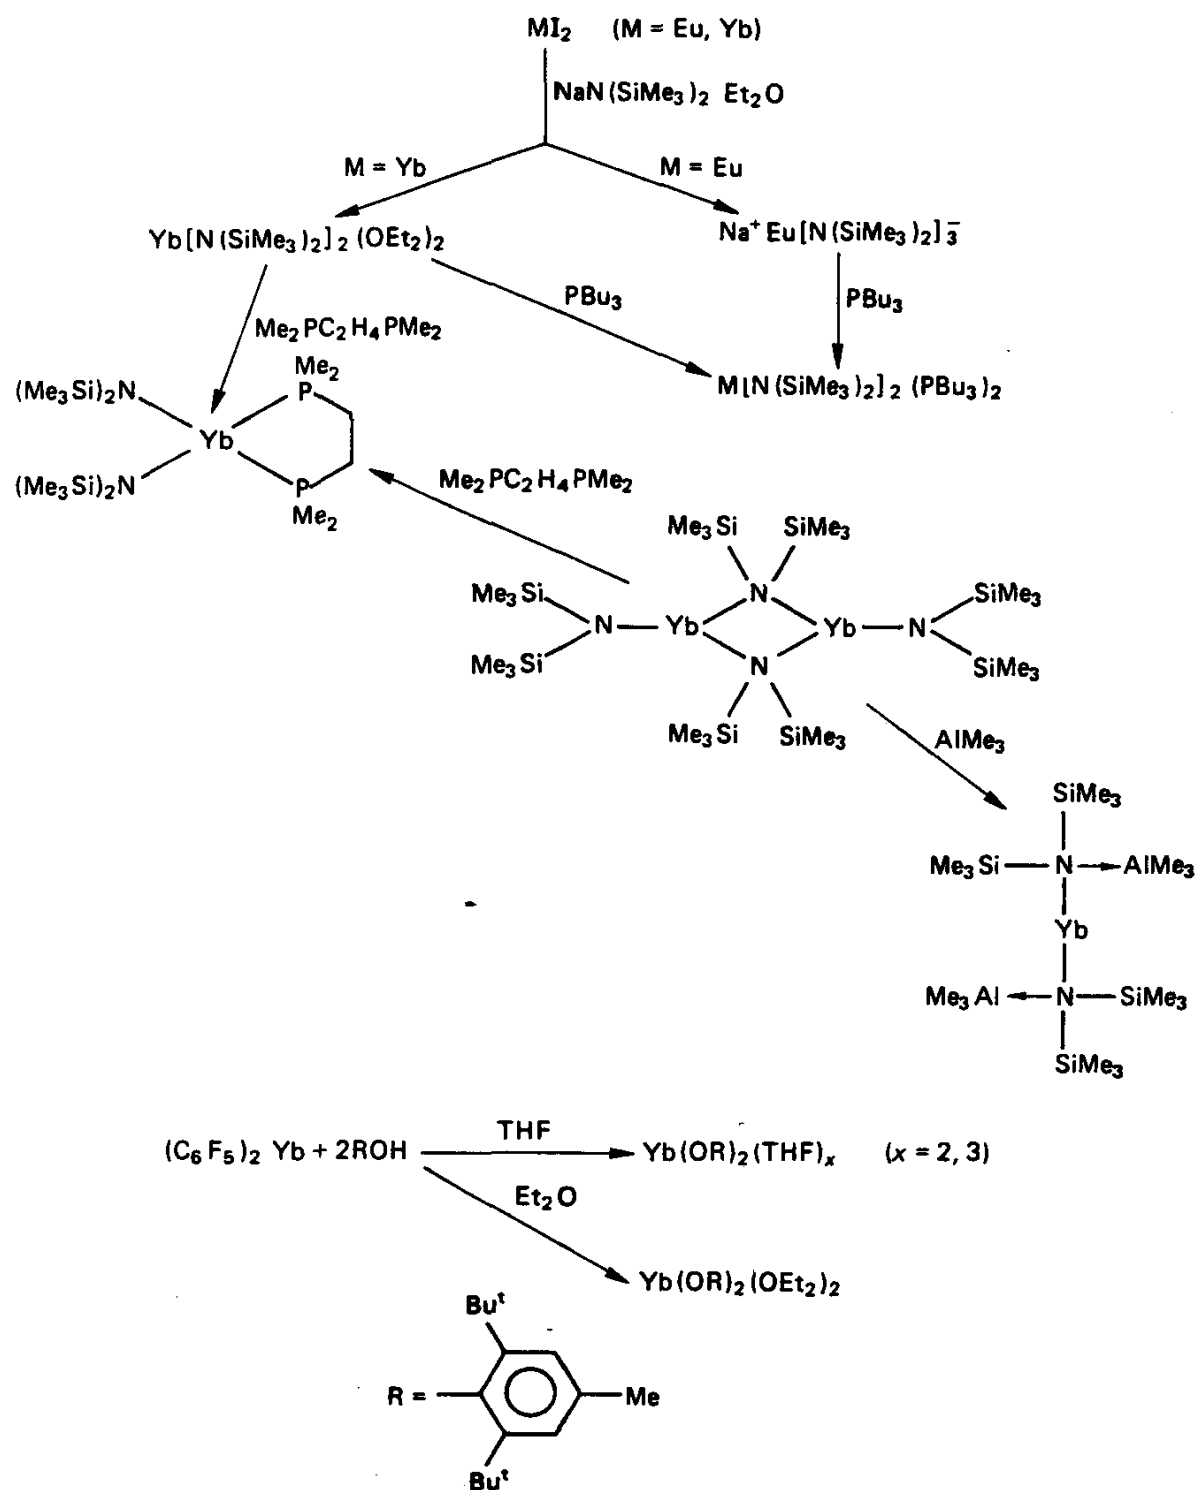 MI₂ (M = Eu, Yb)
NaN(SiMe₃)₂ Et₂O
M = Yb
M = Eu
Yb[N(SiMe₃)₂]₂(OEt₂)₂
Na⁺Eu[N(SiMe₃)₂]₃⁻
PBu₃
PBu₃
Me₂PC₂H₄PMe₂
M[N(SiMe₃)₂]₂(PBu₃)₂
Me₂
(Me₃Si)₂N
P
Yb
(Me₃Si)₂N
P
Me₂
Me₂PC₂H₄PMe₂
Me₃Si SiMe₃
Me₃Si N SiMe₃
N Yb Yb N
Me₃Si N SiMe₃
Me₃Si SiMe₃
AlMe₃
SiMe₃
Me₃Si N AlMe₃
Yb
Me₃Al N SiMe₃
SiMe₃
(C₆F₅)₂ Yb + 2ROH THF Yb(OR)₂(THF)ₓ (x = 2, 3)
Et₂O
Yb(OR)₂(OEt₂)₂
Buᵗ
R = Me
Buᵗ